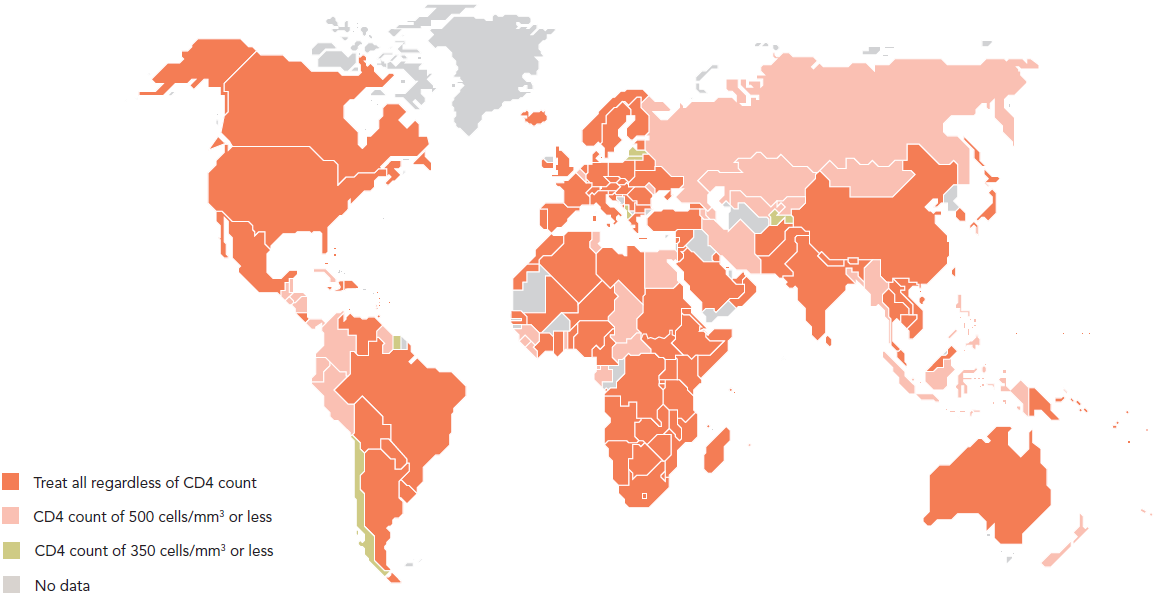 Treat all regardless of CD4 count
CD4 count of 500 cells/mm³ or less
CD4 count of 350 cells/mm³ or less
No data